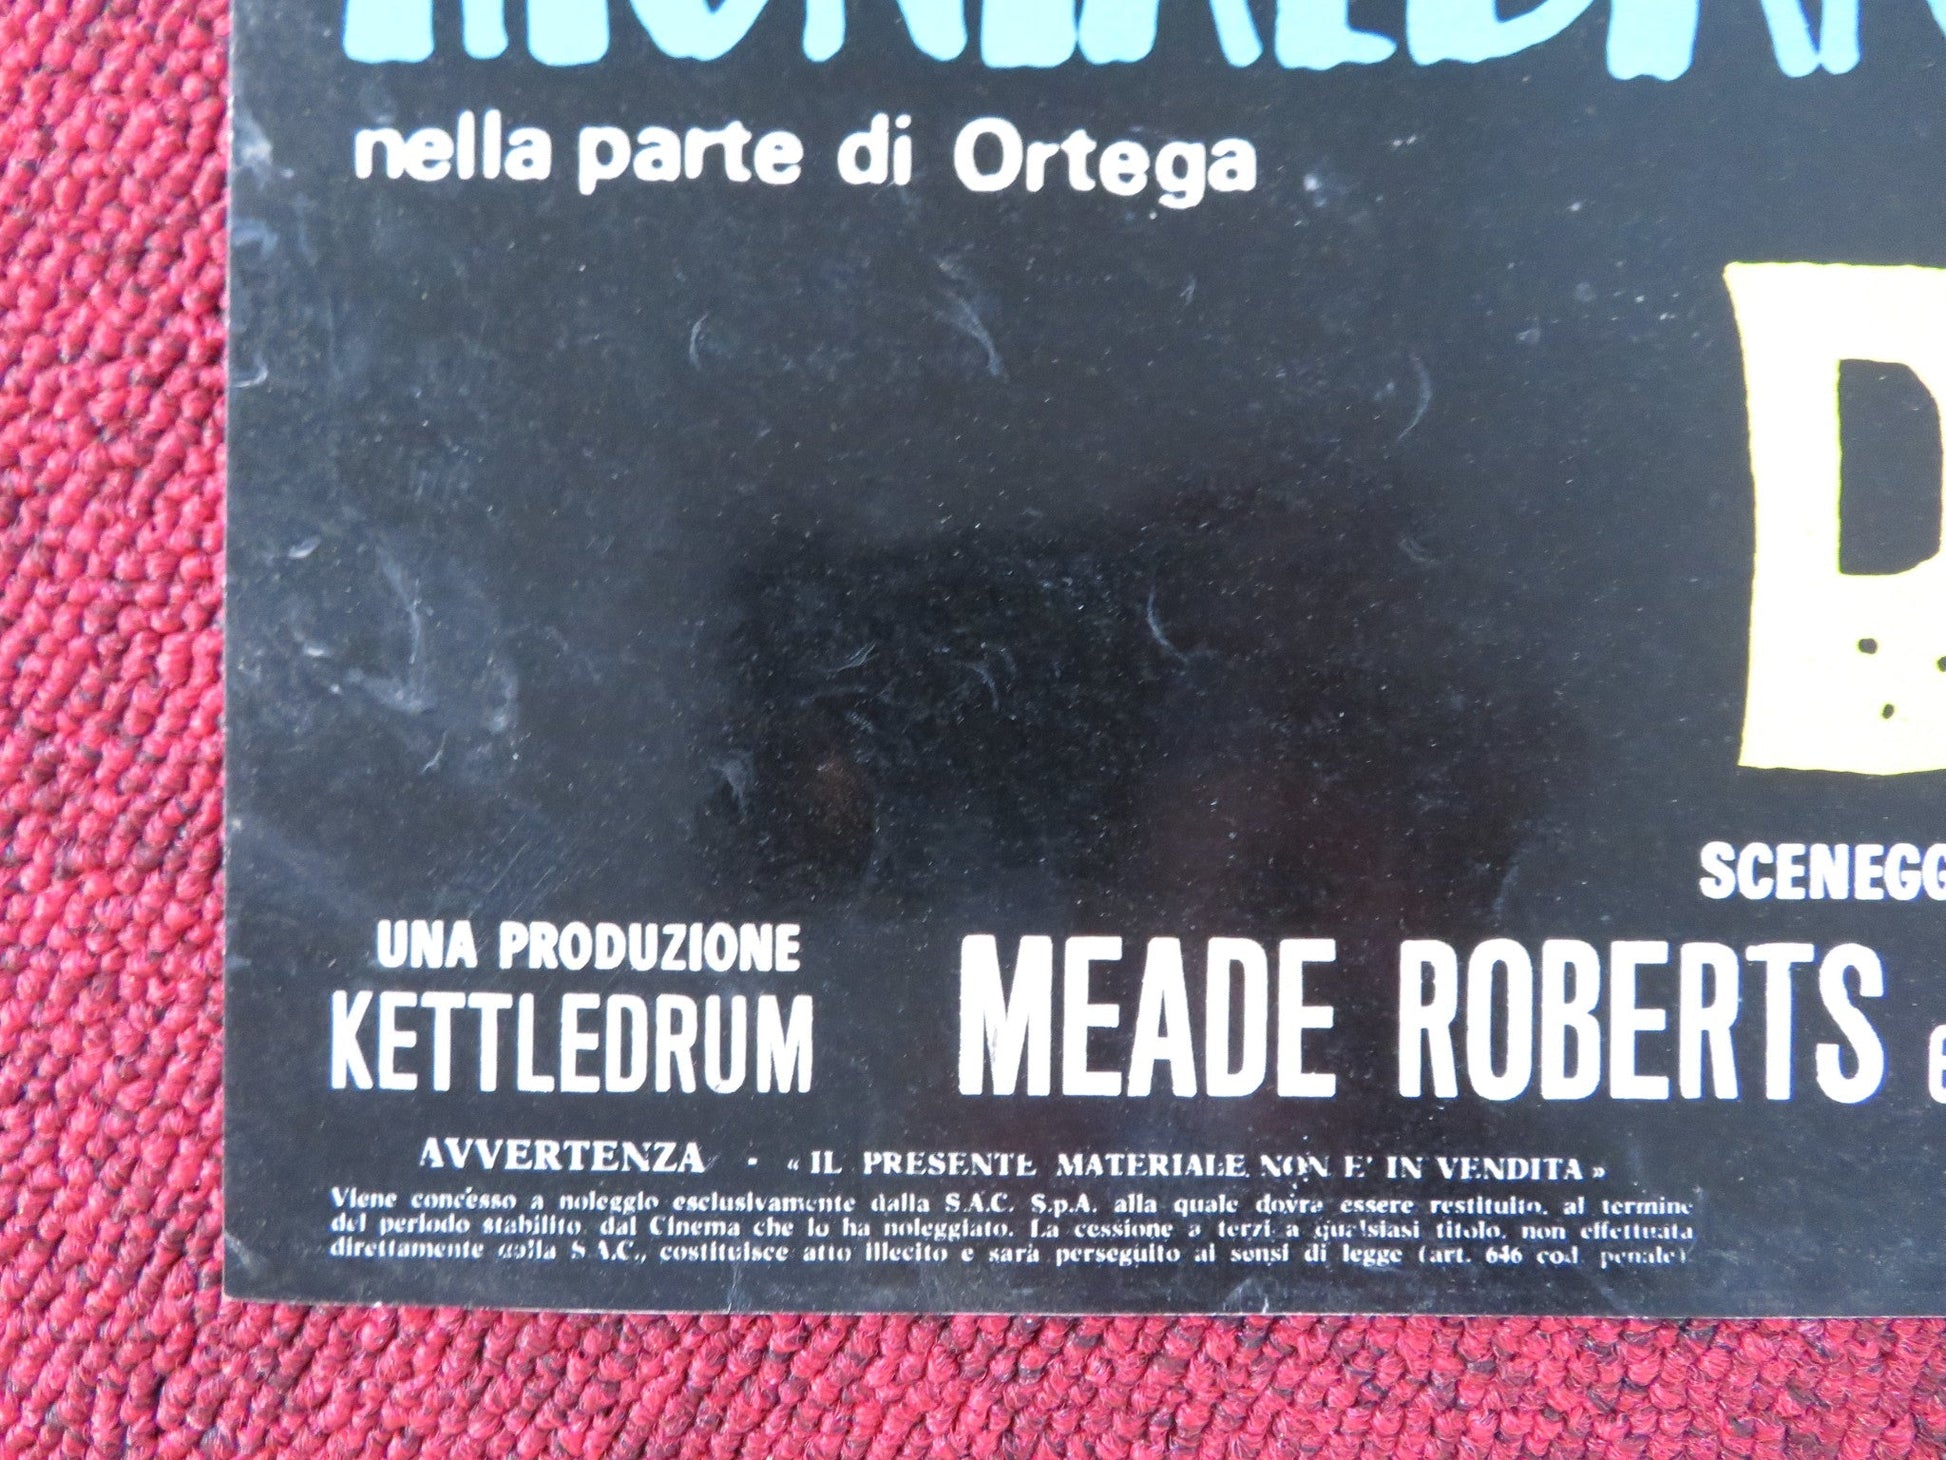 nella parte di Ortega
SCENEGG
UNA PRODUZIONE
KETTLEDRUM
MEADE ROBERTS e
AVVERTENZA - « IL PRESENTE MATERIALE NON E' IN VENDITA »
Viene concesso a noleggio esclusivamente dalla S.A.C. S.p.A. alla quale dovrà essere restituito, al termine
del periodo stabilito, dal Cinema che lo ha noleggiato. La cessione a terzi a qualsiasi titolo, non effettuata
direttamente dalla S.A.C., costituisce atto illecito e sarà perseguito ai sensi di legge (art. 646 cod. penale)